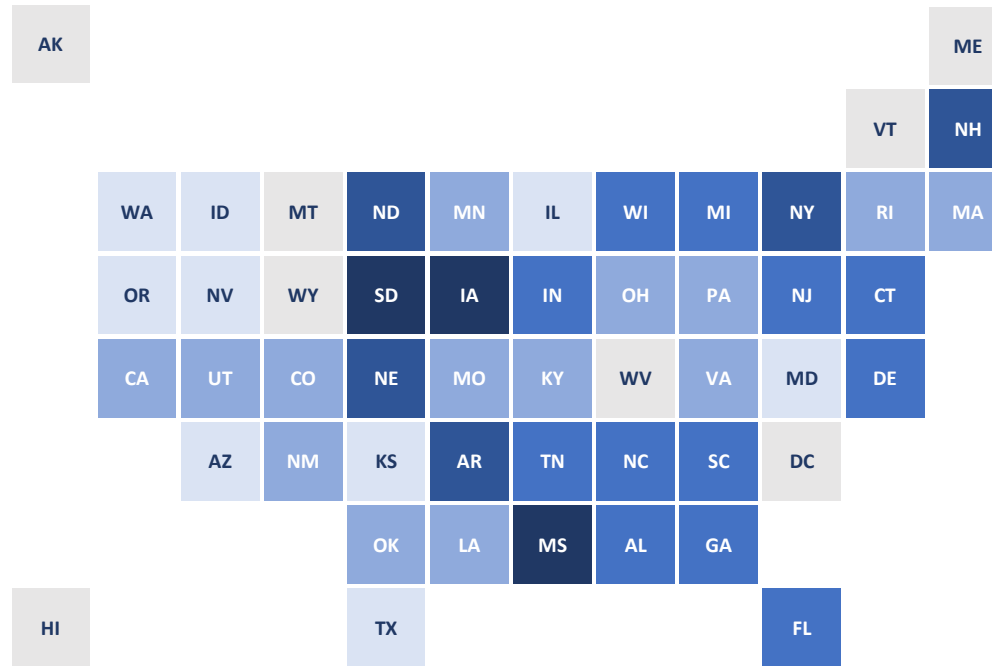 AK ME
VT NH
WA ID MT ND MN IL WI MI NY RI MA
OR NV WY SD IA IN OH PA NJ CT
CA UT CO NE MO KY WV VA MD DE
AZ NM KS AR TN NC SC DC
OK LA MS AL GA
HI TX FL